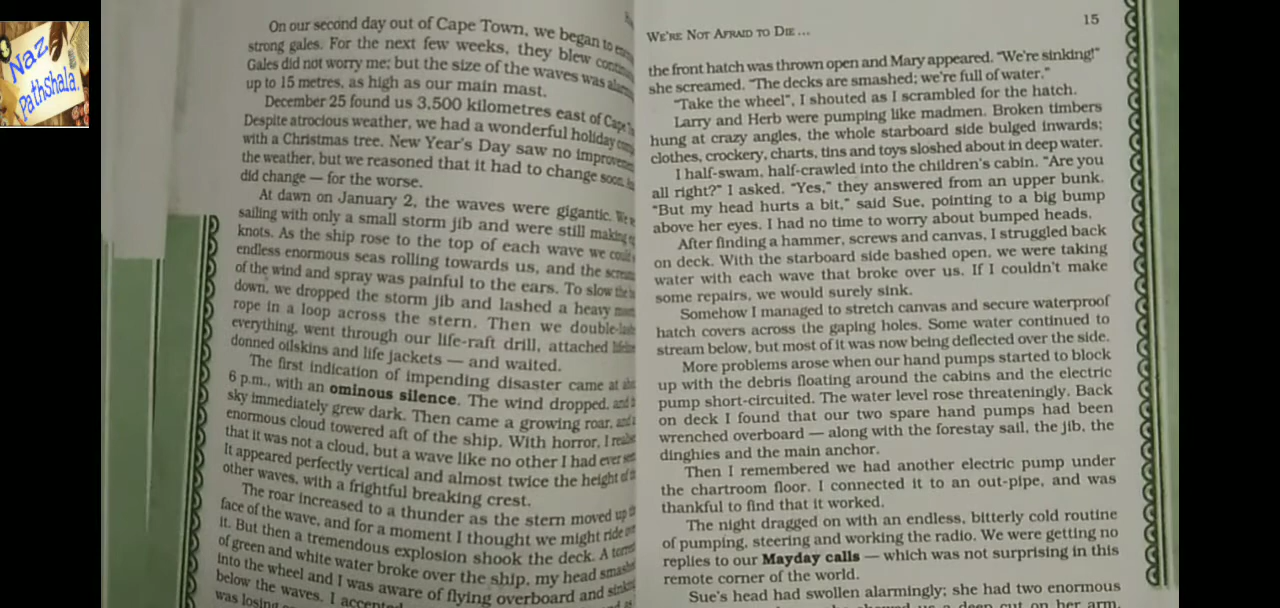 Naz
Pathshala.
On our second day out of Cape Town, we began to
strong gales. For the next few weeks, they blew
Gales did not worry me; but the size of the waves was
up to 15 metres, as high as our main mast.
December 25 found us 3,500 kilometres east of Cape
Despite atrocious weather, we had a wonderful holiday
with a Christmas tree. New Year's Day saw no
the weather, but we reasoned that it had to change soon,
did change — for the worse.
At dawn on January 2, the waves were gigantic. We
sailing with only a small storm jib and were still making
knots. As the ship rose to the top of each wave we could
endless enormous seas rolling towards us, and the
of the wind and spray was painful to the ears. To slow the
down, we dropped the storm jib and lashed a heavy
rope in a loop across the stern. Then we
everything, went through our life-raft drill, attached
donned oilskins and life jackets — and waited.
The first indication of impending disaster came at
6 p.m., with an ominous silence. The wind dropped, and
sky immediately grew dark. Then came a growing roar, and
enormous cloud towered aft of the ship. With horror, I
that it was not a cloud, but a wave like no other I had ever
It appeared perfectly vertical and almost twice the height of
other waves, with a frightful breaking crest.
The roar increased to a thunder as the stern moved up
face of the wave, and for a moment I thought we might ride
it. But then a tremendous explosion shook the deck. A
of green and white water broke over the ship, my head
into the wheel and I was aware of flying overboard and
below the waves. I
was losing
15
WE'RE NOT AFRAID TO DIE ...
the front hatch was thrown open and Mary appeared. "We're sinking!"
she screamed. "The decks are smashed; we're full of water."
"Take the wheel", I shouted as I scrambled for the hatch.
Larry and Herb were pumping like madmen. Broken timbers
hung at crazy angles, the whole starboard side bulged inwards;
clothes, crockery, charts, tins and toys sloshed about in deep water.
I half-swam, half-crawled into the children's cabin. "Are you
all right?" I asked. "Yes," they answered from an upper bunk.
"But my head hurts a bit," said Sue, pointing to a big bump
above her eyes. I had no time to worry about bumped heads.
After finding a hammer, screws and canvas, I struggled back
on deck. With the starboard side bashed open, we were taking
water with each wave that broke over us. If I couldn't make
some repairs, we would surely sink.
Somehow I managed to stretch canvas and secure waterproof
hatch covers across the gaping holes. Some water continued to
stream below, but most of it was now being deflected over the side.
More problems arose when our hand pumps started to block
up with the debris floating around the cabins and the electric
pump short-circuited. The water level rose threateningly. Back
on deck I found that our two spare hand pumps had been
wrenched overboard — along with the forestay sail, the jib, the
dinghies and the main anchor.
Then I remembered we had another electric pump under
the chartroom floor. I connected it to an out-pipe, and was
thankful to find that it worked.
The night dragged on with an endless, bitterly cold routine
of pumping, steering and working the radio. We were getting no
replies to our Mayday calls — which was not surprising in this
remote corner of the world.
Sue's head had swollen alarmingly; she had two enormous
a deep cut on her arm.